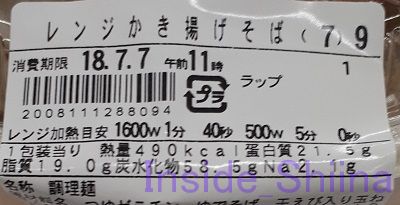 レンジかき揚げそば(7)9
消費期限 18.7.7 午前11時
プラ ラップ 1
2008111288094
レンジ加熱目安 1600W 1分 40秒 500W 5分 0秒
1包装当り 熱量490kcal蛋白質21.5g
脂質19.0g炭水化物58.5gNa2.1g
名称 調理麺
Inside Shiina